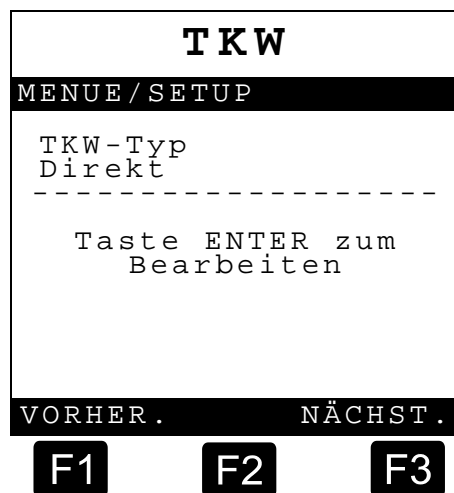 TKW
MENUE/SETUP
TKW-Typ
Direkt
--------------------
Taste ENTER zum
Bearbeiten
VORHER. NÄCHST.
F1 F2 F3